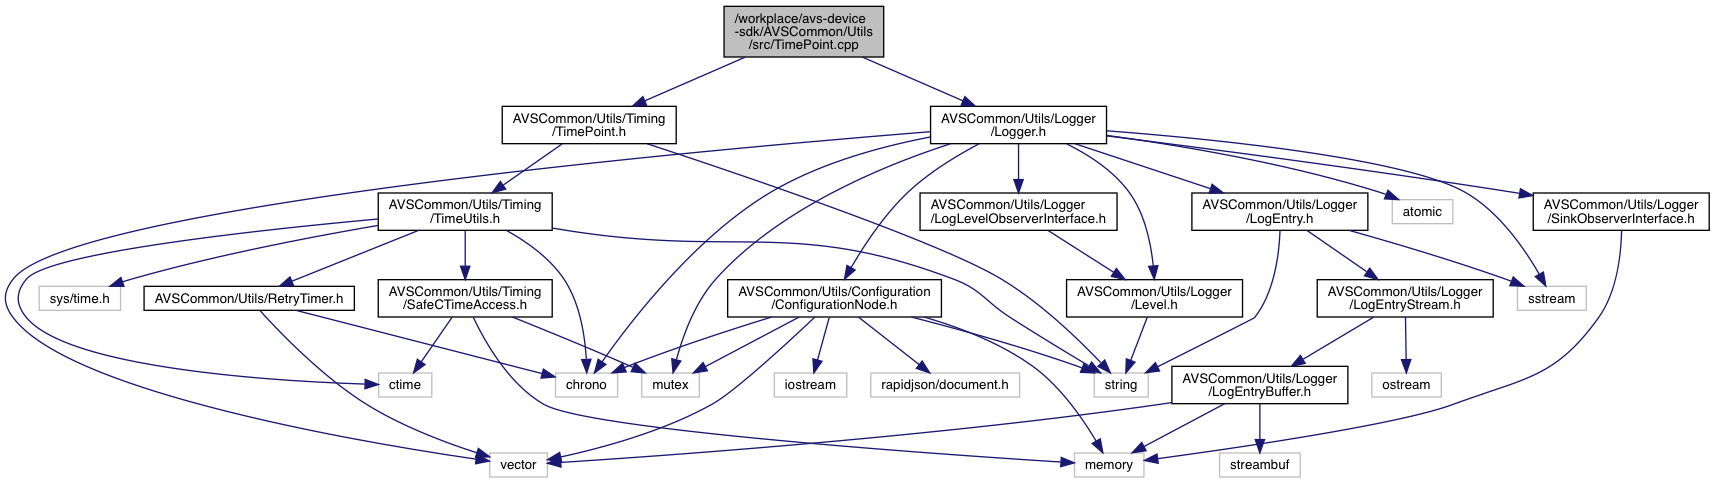 /workplace/avs-device
-sdk/AVSCommon/Utils
/src/TimePoint.cpp
AVSCommon/Utils/Timing
/TimePoint.h
AVSCommon/Utils/Logger
/Logger.h
AVSCommon/Utils/Timing
/TimeUtils.h
AVSCommon/Utils/Logger
/LogLevelObserverInterface.h
AVSCommon/Utils/Logger
/LogEntry.h
atomic
AVSCommon/Utils/Logger
/SinkObserverInterface.h
sys/time.h
AVSCommon/Utils/RetryTimer.h
AVSCommon/Utils/Timing
/SafeCTimeAccess.h
AVSCommon/Utils/Configuration
/ConfigurationNode.h
AVSCommon/Utils/Logger
/Level.h
AVSCommon/Utils/Logger
/LogEntryStream.h
sstream
ctime
chrono
mutex
iostream
rapidjson/document.h
string
AVSCommon/Utils/Logger
/LogEntryBuffer.h
ostream
vector
memory
streambuf